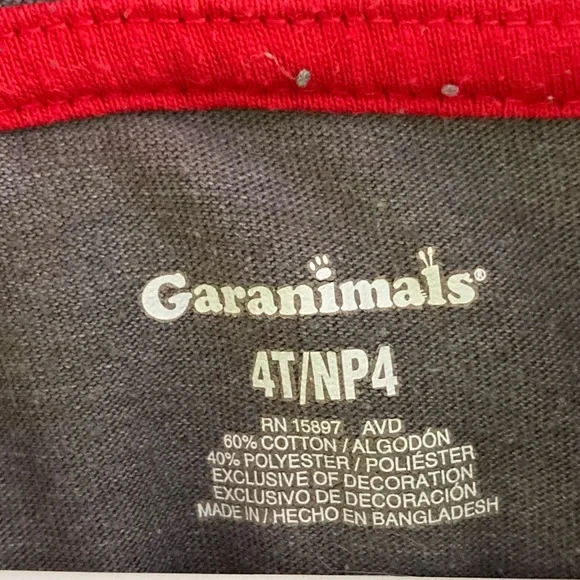 Garanimals®
4T/NP4
RN 15897 AVD
60% COTTON / ALGODÓN
40% POLYESTER / POLIÉSTER
EXCLUSIVE OF DECORATION
EXCLUSIVO DE DECORACIÓN
MADE IN / HECHO EN BANGLADESH